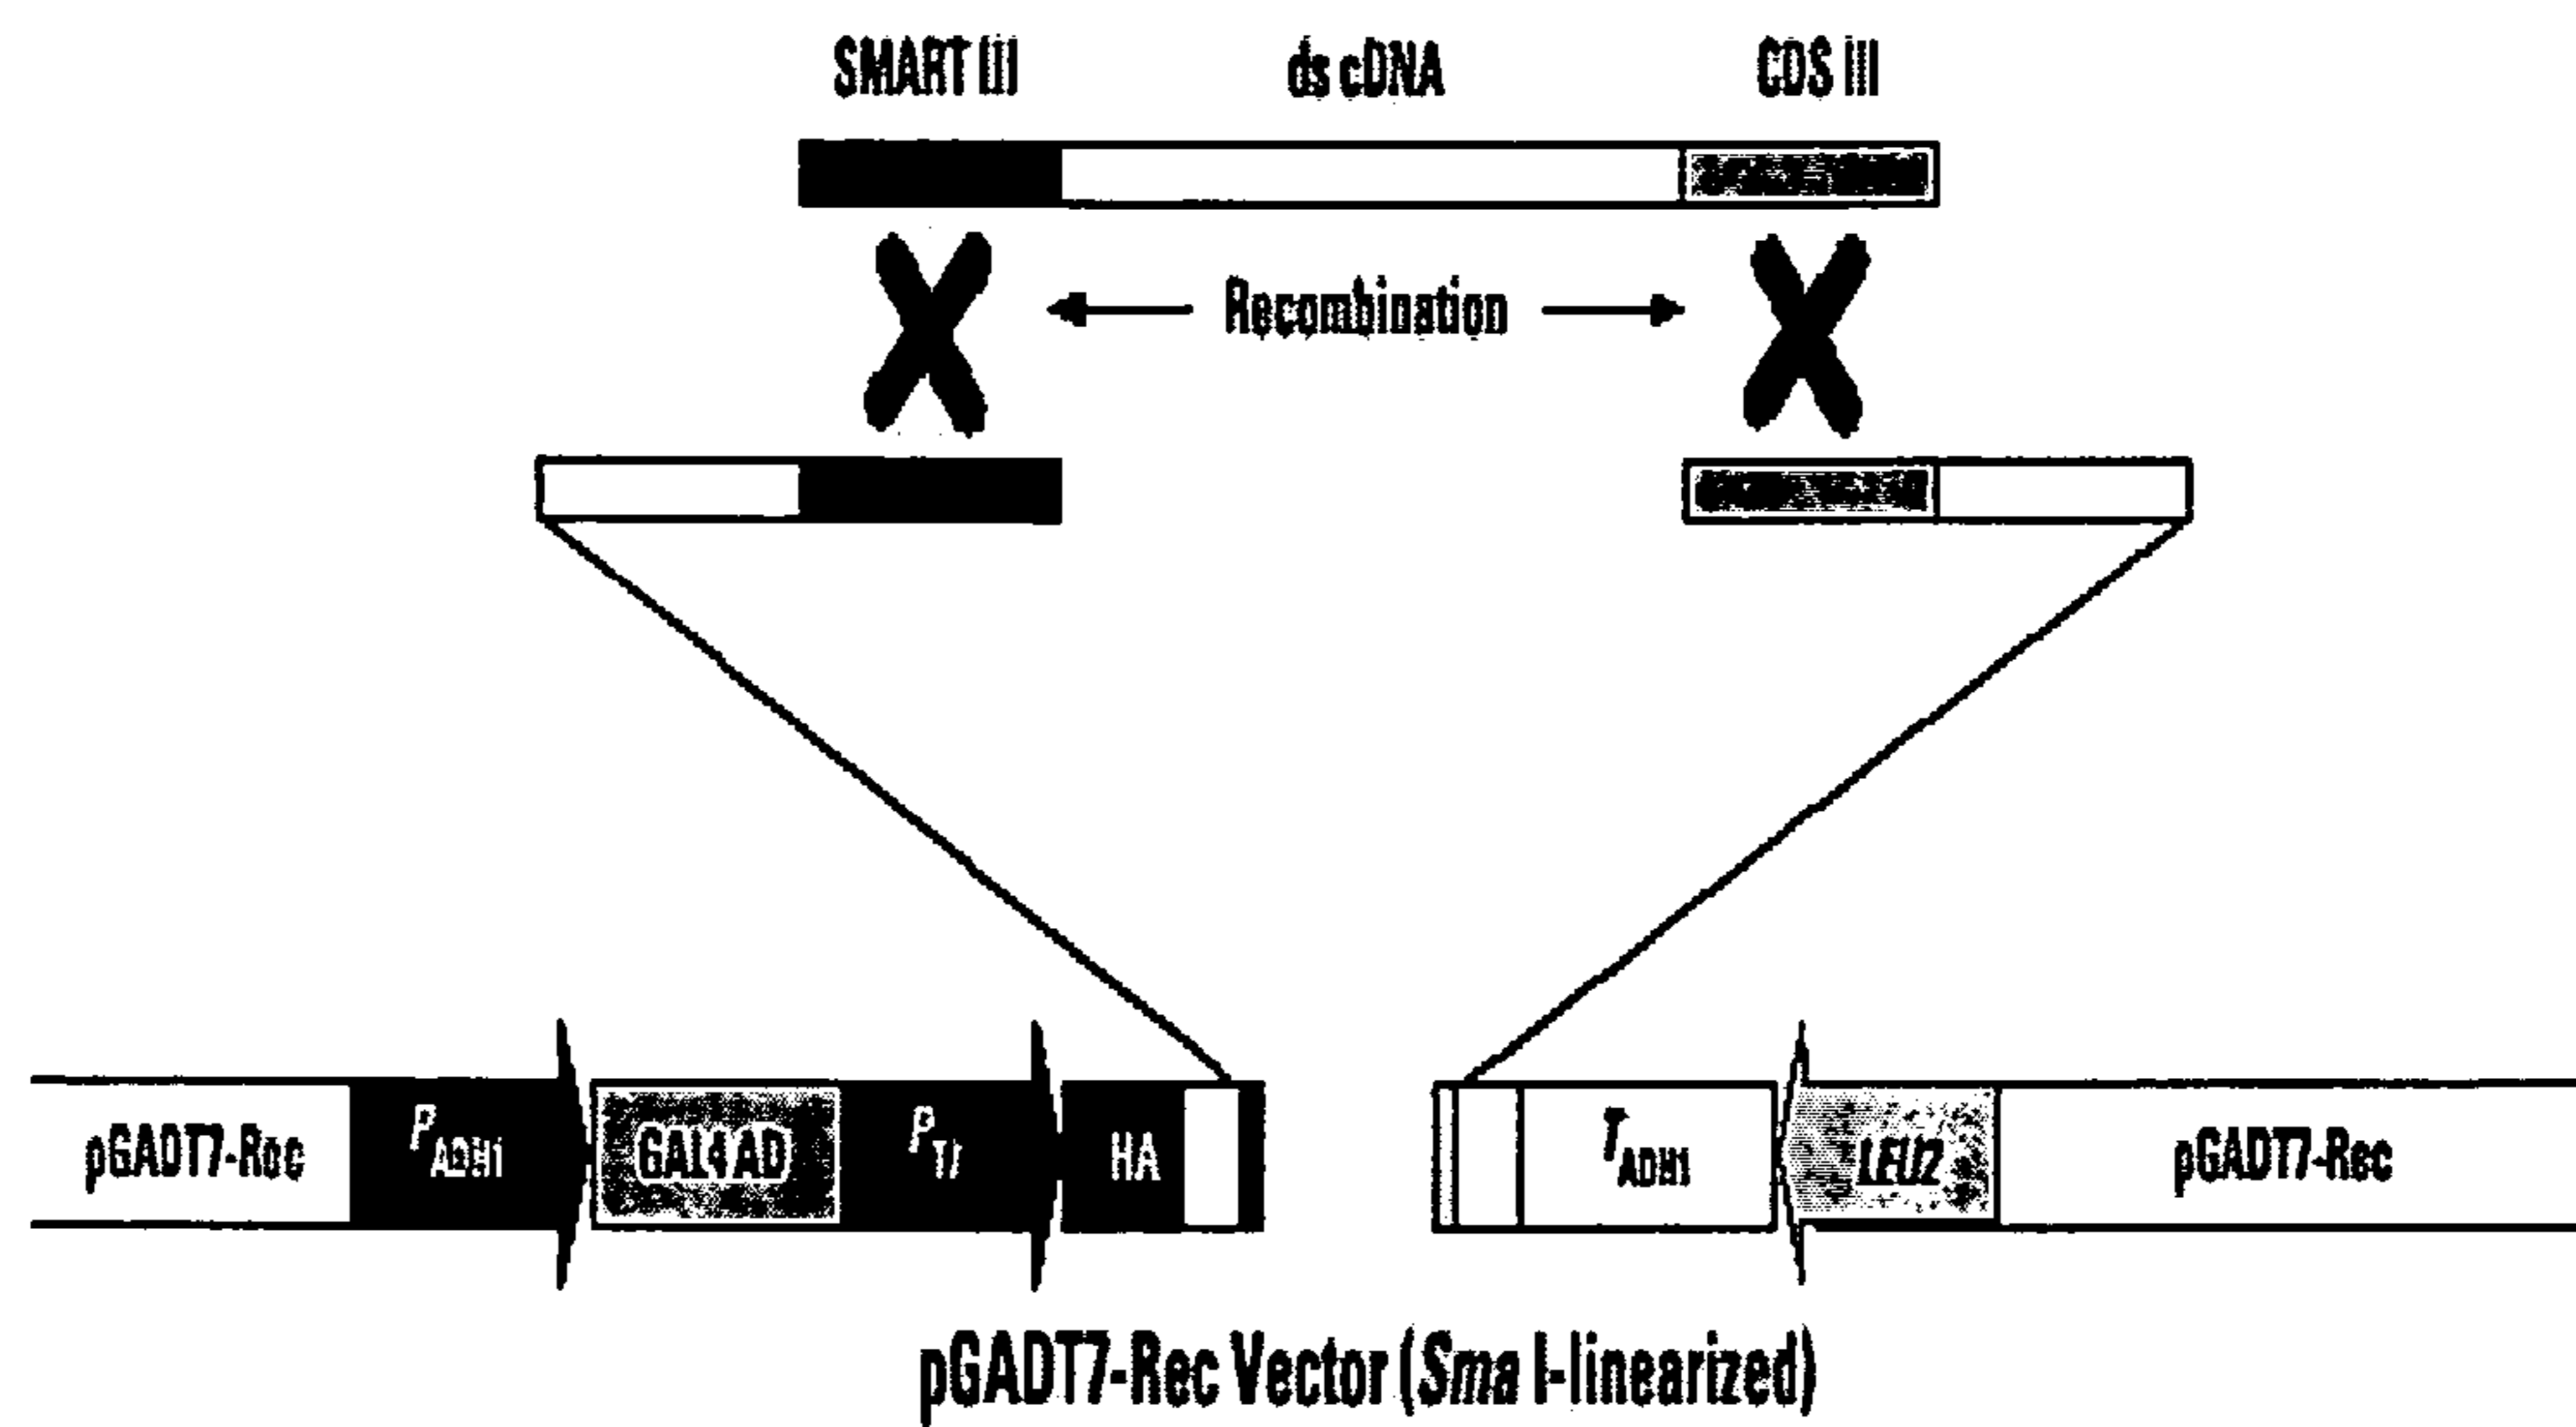 SMART III
ds cDNA
CDS III
Recombination
pGADT7-Rec
PADH1
GAL4 AD
PT7
HA
TADH1
LEU2
pGADT7-Rec
pGADT7-Rec Vector (Sma I-linearized)